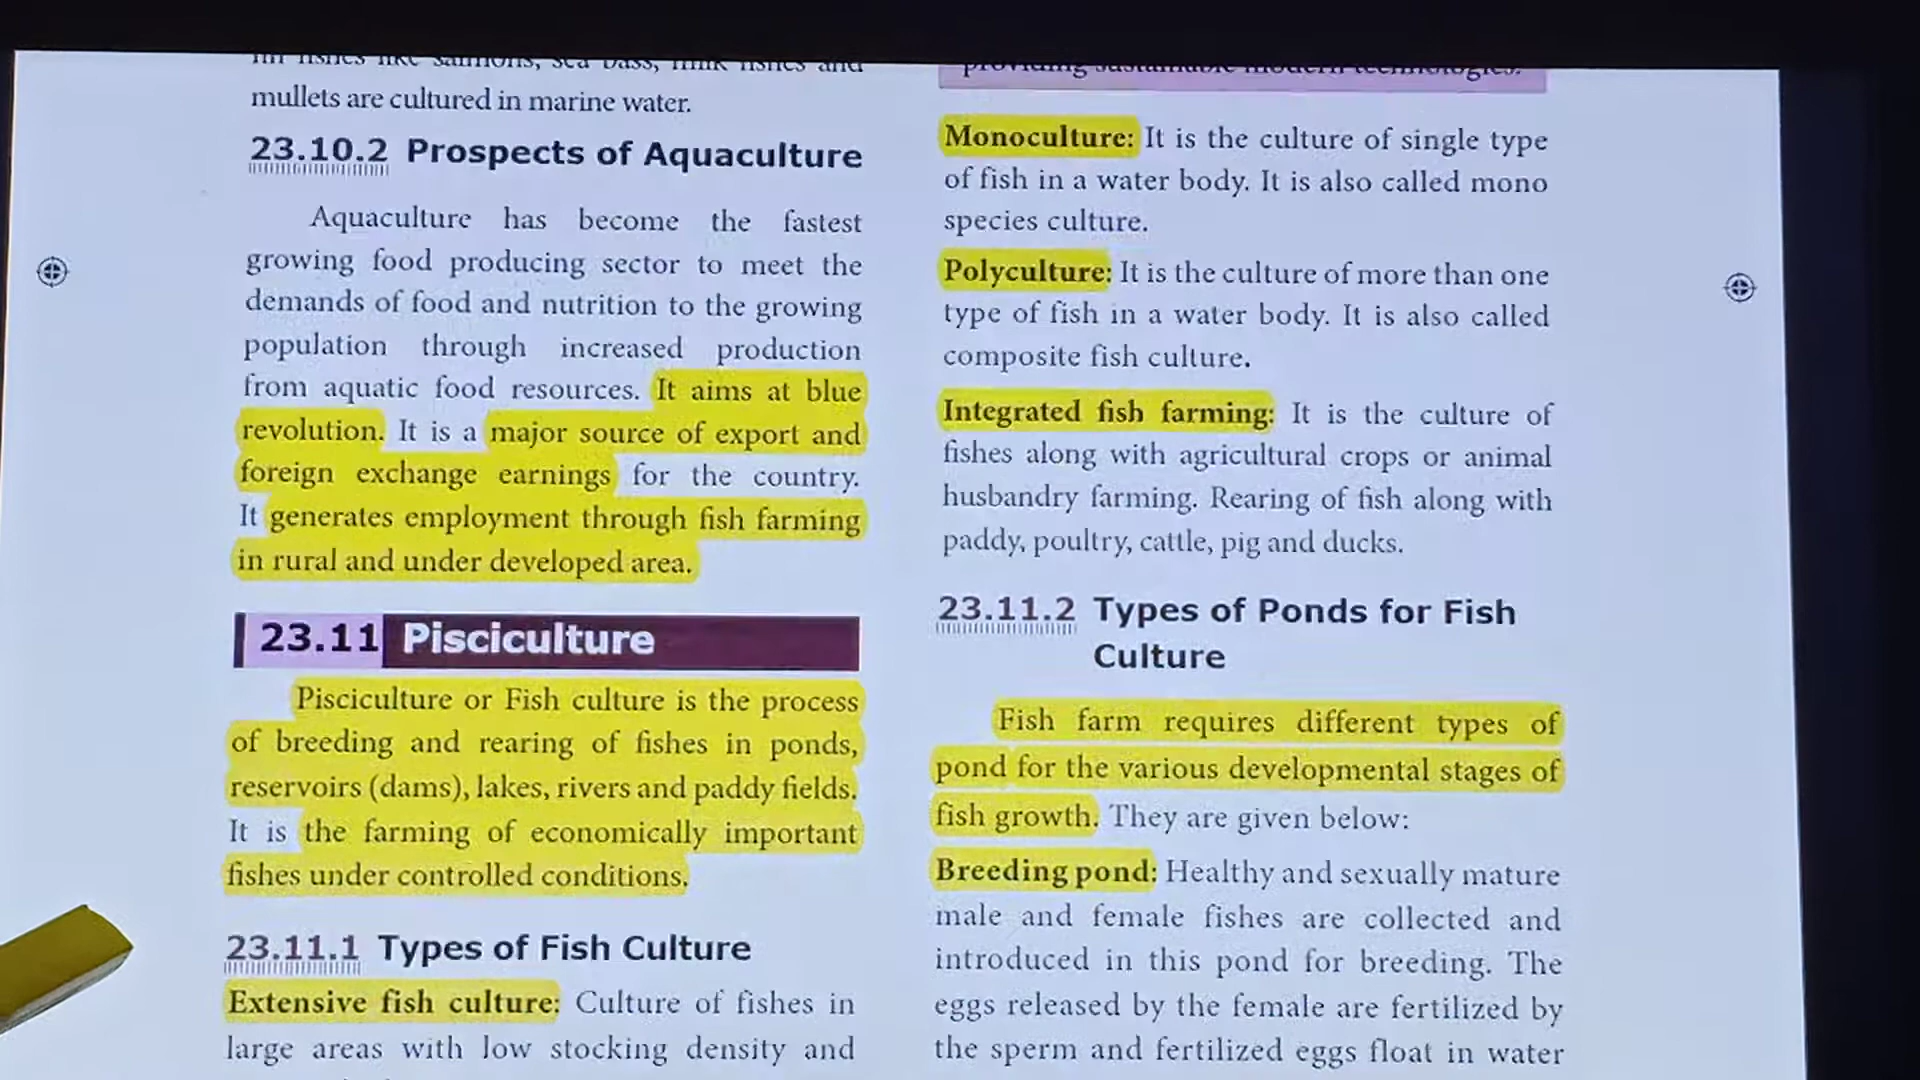 fin fishes like salmons, sea bass, milk fishes and
mullets are cultured in marine water.
23.10.2 Prospects of Aquaculture
Aquaculture has become the fastest
growing food producing sector to meet the
demands of food and nutrition to the growing
population through increased production
from aquatic food resources. It aims at blue
revolution. It is a major source of export and
foreign exchange earnings for the country.
It generates employment through fish farming
in rural and under developed area.
23.11 Pisciculture
Pisciculture or Fish culture is the process
of breeding and rearing of fishes in ponds,
reservoirs (dams), lakes, rivers and paddy fields.
It is the farming of economically important
fishes under controlled conditions.
23.11.1 Types of Fish Culture
Extensive fish culture: Culture of fishes in
large areas with low stocking density and
providing sustainable modern technologies.
Monoculture: It is the culture of single type
of fish in a water body. It is also called mono
species culture.
Polyculture: It is the culture of more than one
type of fish in a water body. It is also called
composite fish culture.
Integrated fish farming: It is the culture of
fishes along with agricultural crops or animal
husbandry farming. Rearing of fish along with
paddy, poultry, cattle, pig and ducks.
23.11.2 Types of Ponds for Fish
Culture
Fish farm requires different types of
pond for the various developmental stages of
fish growth. They are given below:
Breeding pond: Healthy and sexually mature
male and female fishes are collected and
introduced in this pond for breeding. The
eggs released by the female are fertilized by
the sperm and fertilized eggs float in water